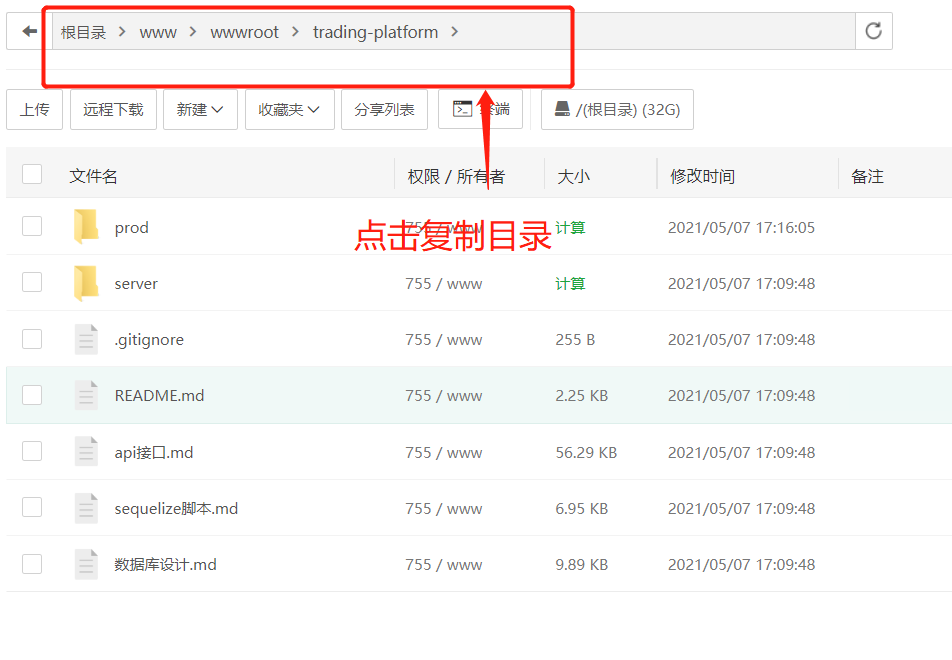 根目录 > www > wwwroot > trading-platform >
上传 远程下载 新建 收藏夹 分享列表 终端 /(根目录) (32G)
文件名 权限 / 所有者 大小 修改时间 备注
prod 755 / www 计算 2021/05/07 17:16:05
点击复制目录
server 755 / www 计算 2021/05/07 17:09:48
.gitignore 755 / www 255 B 2021/05/07 17:09:48
README.md 755 / www 2.25 KB 2021/05/07 17:09:48
api接口.md 755 / www 56.29 KB 2021/05/07 17:09:48
sequelize脚本.md 755 / www 6.95 KB 2021/05/07 17:09:48
数据库设计.md 755 / www 9.89 KB 2021/05/07 17:09:48